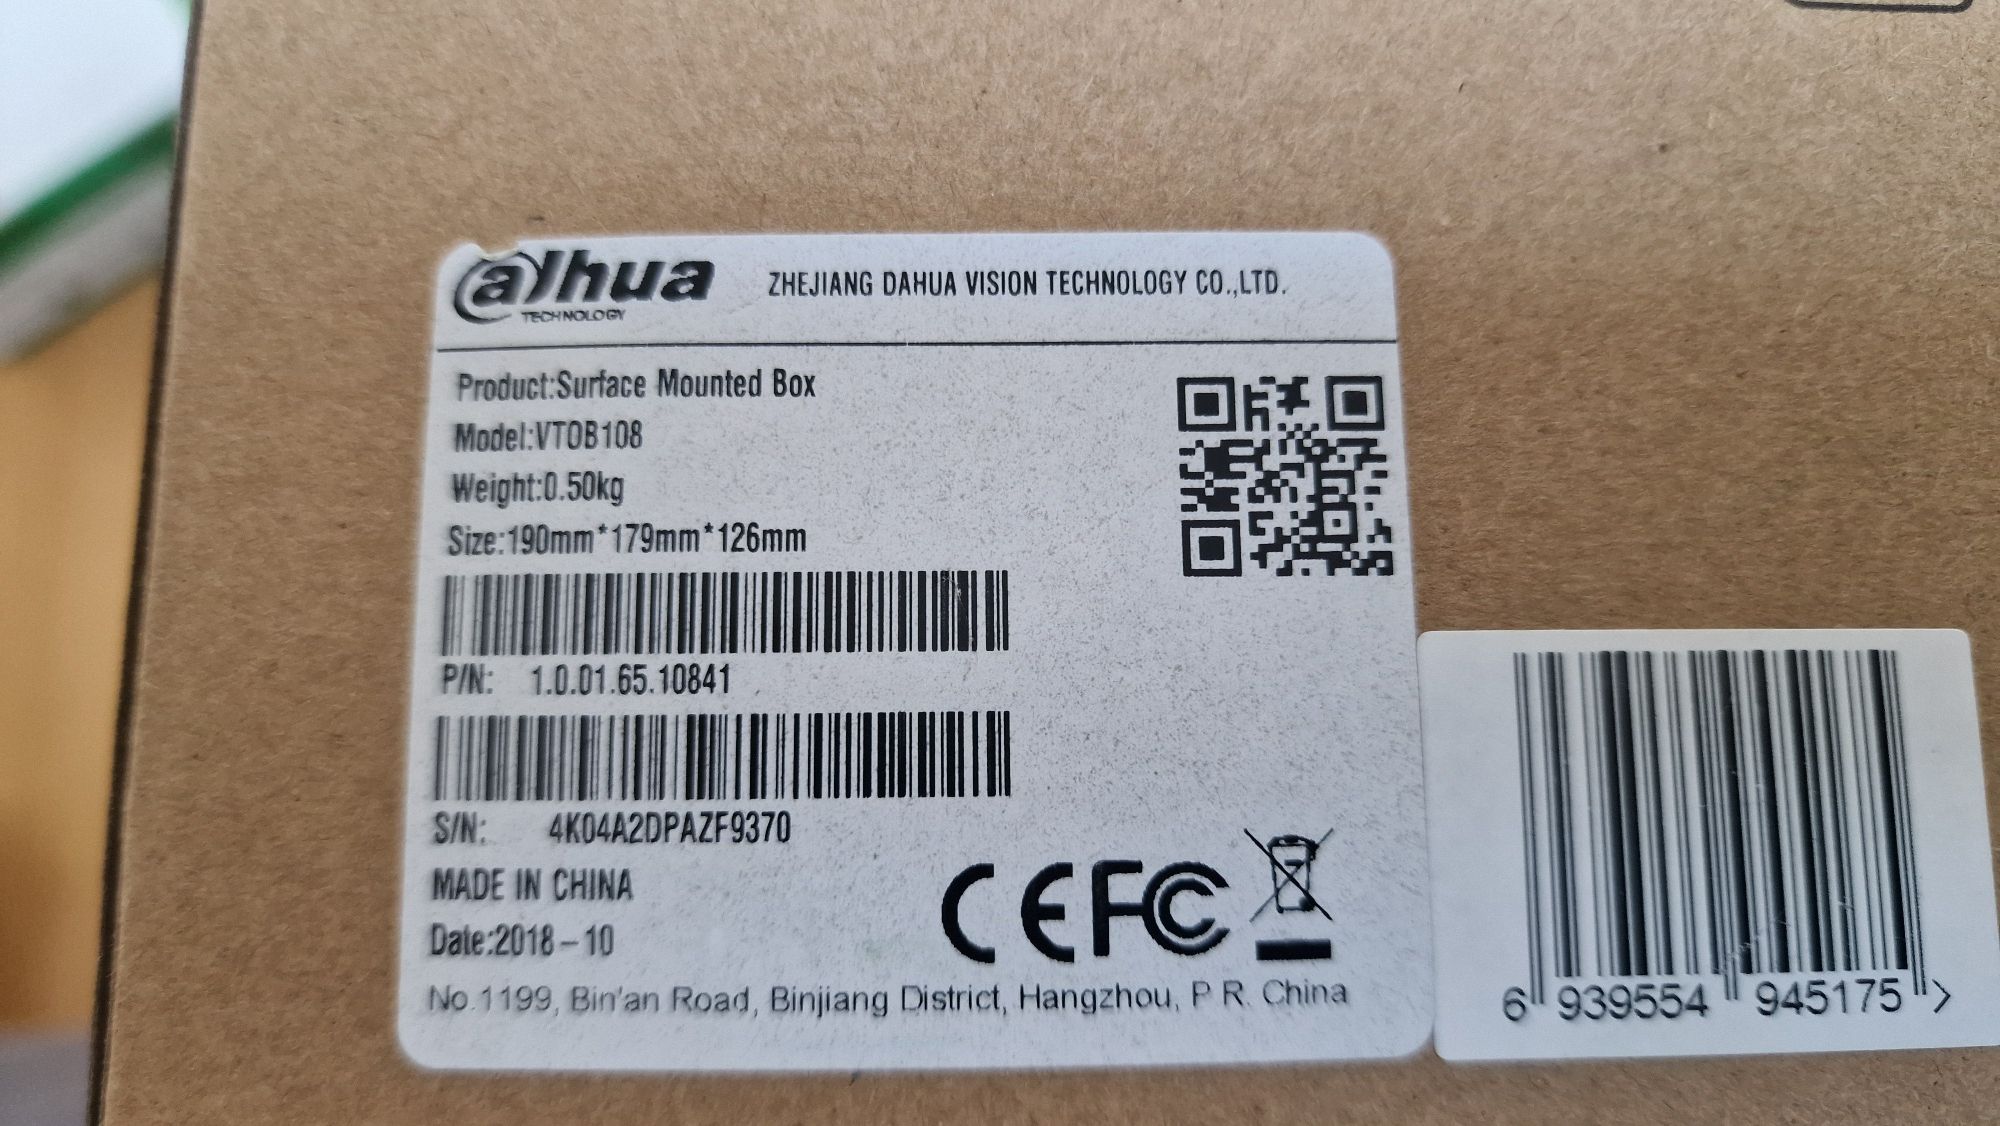 alhua
TECHNOLOGY
ZHEJIANG DAHUA VISION TECHNOLOGY CO.,LTD.
Product:Surface Mounted Box
Model:VTOB108
Weight:0.50kg
Size:190mm*179mm*126mm
P/N: 1.0.01.65.10841
S/N: 4K04A2DPAZF9370
MADE IN CHINA
Date:2018-10
CE FC
No.1199, Bin'an Road, Binjiang District, Hangzhou, P.R. China
6 939554 945175 >